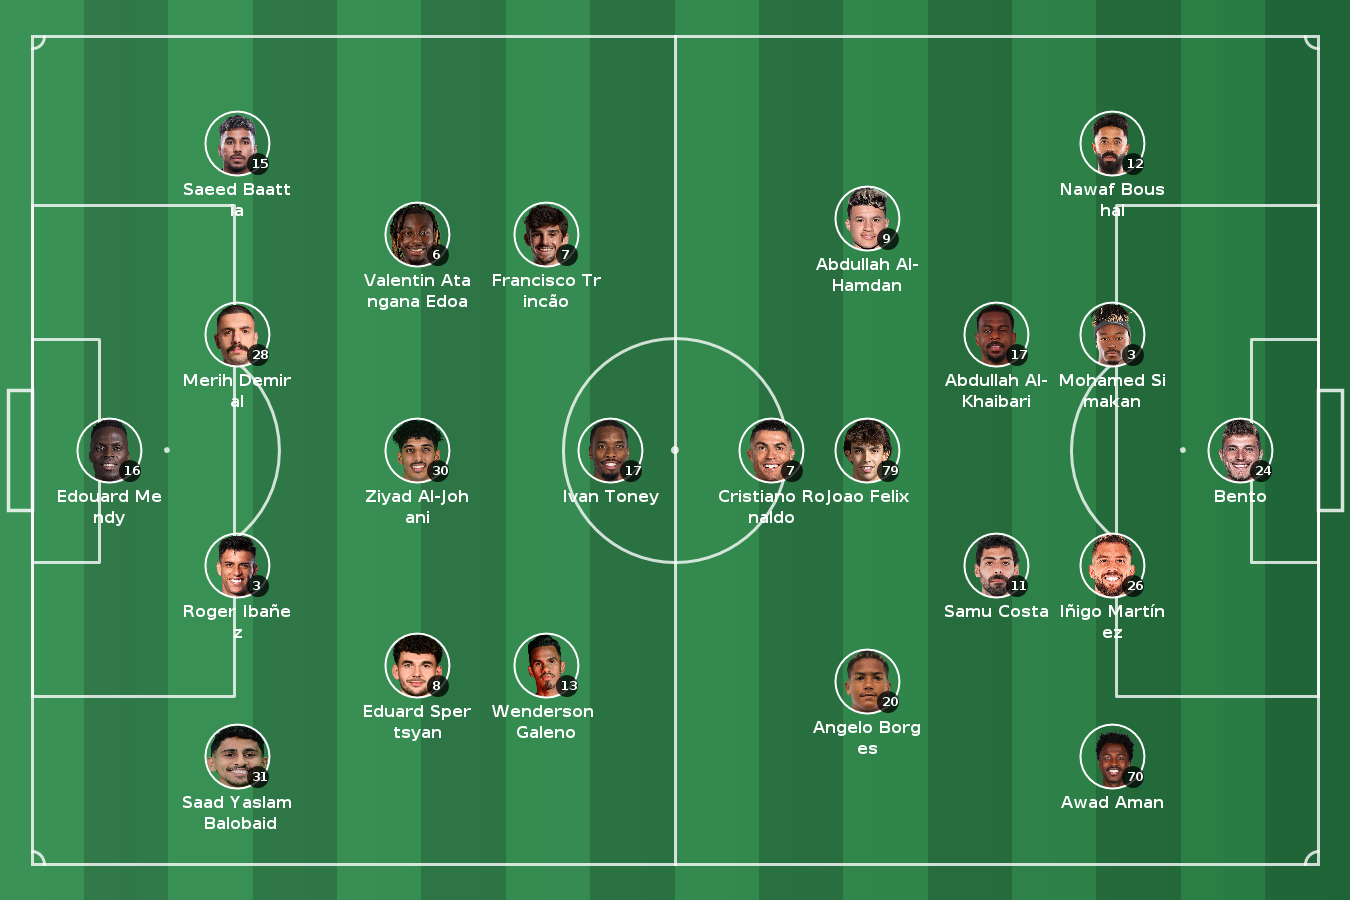 15
Saeed Baatt
ia
6
Valentin Ata
ngana Edoa
7
Francisco Tr
incão
28
Merih Demir
al
16
Edouard Me
ndy
30
Ziyad Al-Joh
ani
17
Ivan Toney
3
Roger Ibañe
z
8
Eduard Sper
tsyan
13
Wenderson
Galeno
31
Saad Yaslam
Balobaid
12
Nawaf Bous
hal
9
Abdullah Al-
Hamdan
17
Abdullah Al-
Khaibari
3
Mohamed Si
makan
7
Cristiano Ro
naldo
79
Joao Felix
24
Bento
11
Samu Costa
26
Iñigo Martín
ez
20
Angelo Borg
es
70
Awad Aman